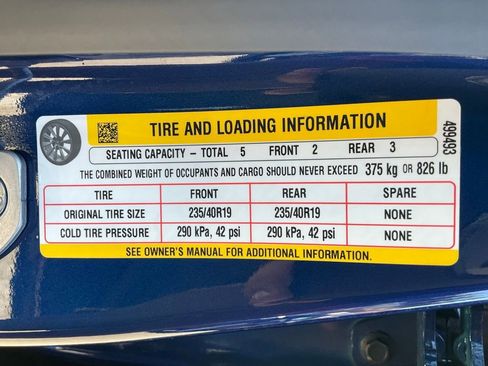 TIRE AND LOADING INFORMATION
SEATING CAPACITY – TOTAL 5 FRONT 2 REAR 3
THE COMBINED WEIGHT OF OCCUPANTS AND CARGO SHOULD NEVER EXCEED 375 kg OR 826 lb
TIRE FRONT REAR SPARE
ORIGINAL TIRE SIZE 235/40R19 235/40R19 NONE
COLD TIRE PRESSURE 290 kPa, 42 psi 290 kPa, 42 psi NONE
SEE OWNER'S MANUAL FOR ADDITIONAL INFORMATION.
499493